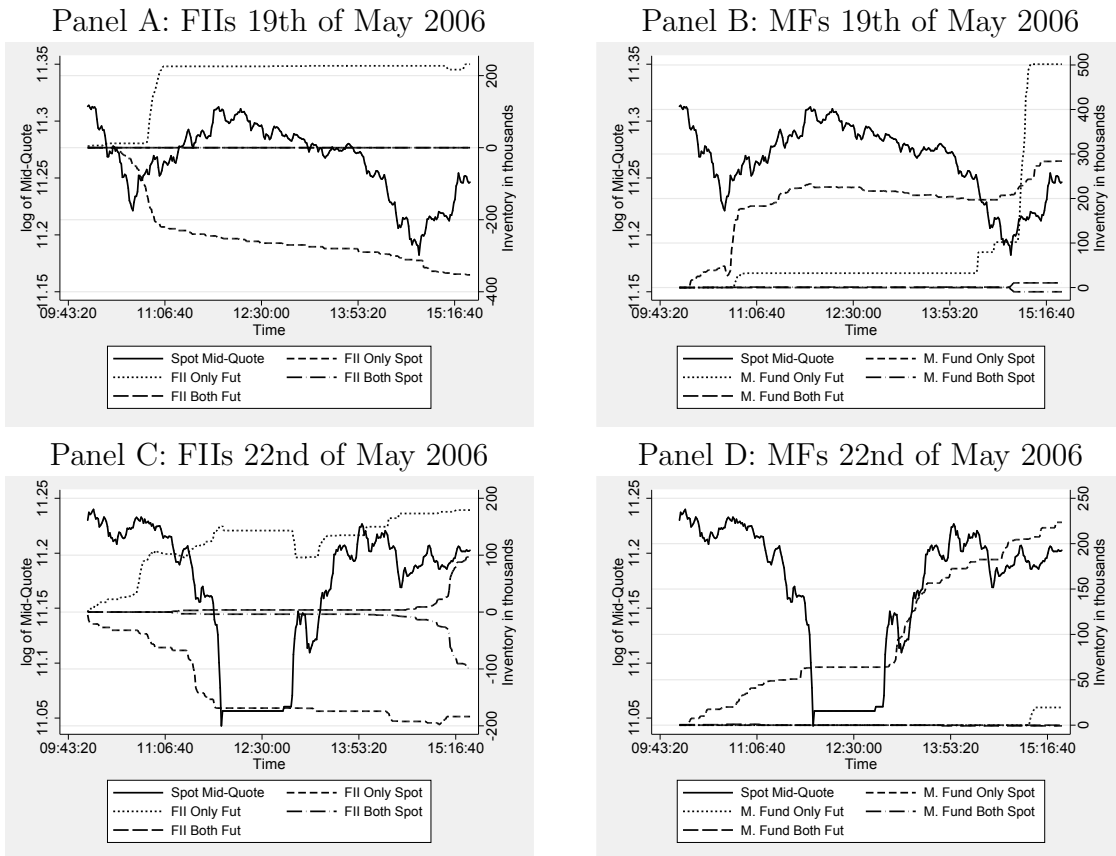 Panel A: FIIs 19th of May 2006
log of Mid-Quote
11.15 11.2 11.25 11.3 11.35
-400 -200 0 200
Inventory in thousands
09:43:20 11:06:40 12:30:00 13:53:20 15:16:40
Time
Spot Mid-Quote FII Only Spot
FII Only Fut FII Both Spot
FII Both Fut
Panel B: MFs 19th of May 2006
log of Mid-Quote
11.15 11.2 11.25 11.3 11.35
0 100 200 300 400 500
Inventory in thousands
09:43:20 11:06:40 12:30:00 13:53:20 15:16:40
Time
Spot Mid-Quote M. Fund Only Spot
M. Fund Only Fut M. Fund Both Spot
M. Fund Both Fut
Panel C: FIIs 22nd of May 2006
log of Mid-Quote
11.05 11.1 11.15 11.2 11.25
-200 -100 0 100 200
Inventory in thousands
09:43:20 11:06:40 12:30:00 13:53:20 15:16:40
Time
Spot Mid-Quote FII Only Spot
FII Only Fut FII Both Spot
FII Both Fut
Panel D: MFs 22nd of May 2006
log of Mid-Quote
11.05 11.1 11.15 11.2 11.25
0 50 100 150 200 250
Inventory in thousands
09:43:20 11:06:40 12:30:00 13:53:20 15:16:40
Time
Spot Mid-Quote M. Fund Only Spot
M. Fund Only Fut M. Fund Both Spot
M. Fund Both Fut